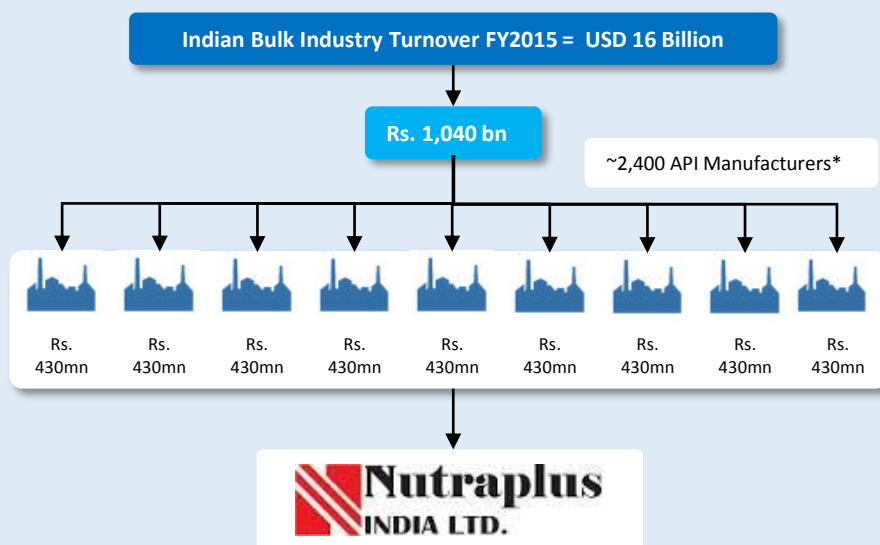 Indian Bulk Industry Turnover FY2015 = USD 16 Billion
Rs. 1,040 bn
~2,400 API Manufacturers*
Rs. Rs. Rs. Rs. Rs. Rs. Rs. Rs. Rs.
430mn 430mn 430mn 430mn 430mn 430mn 430mn 430mn 430mn
Nutraplus
INDIA LTD.